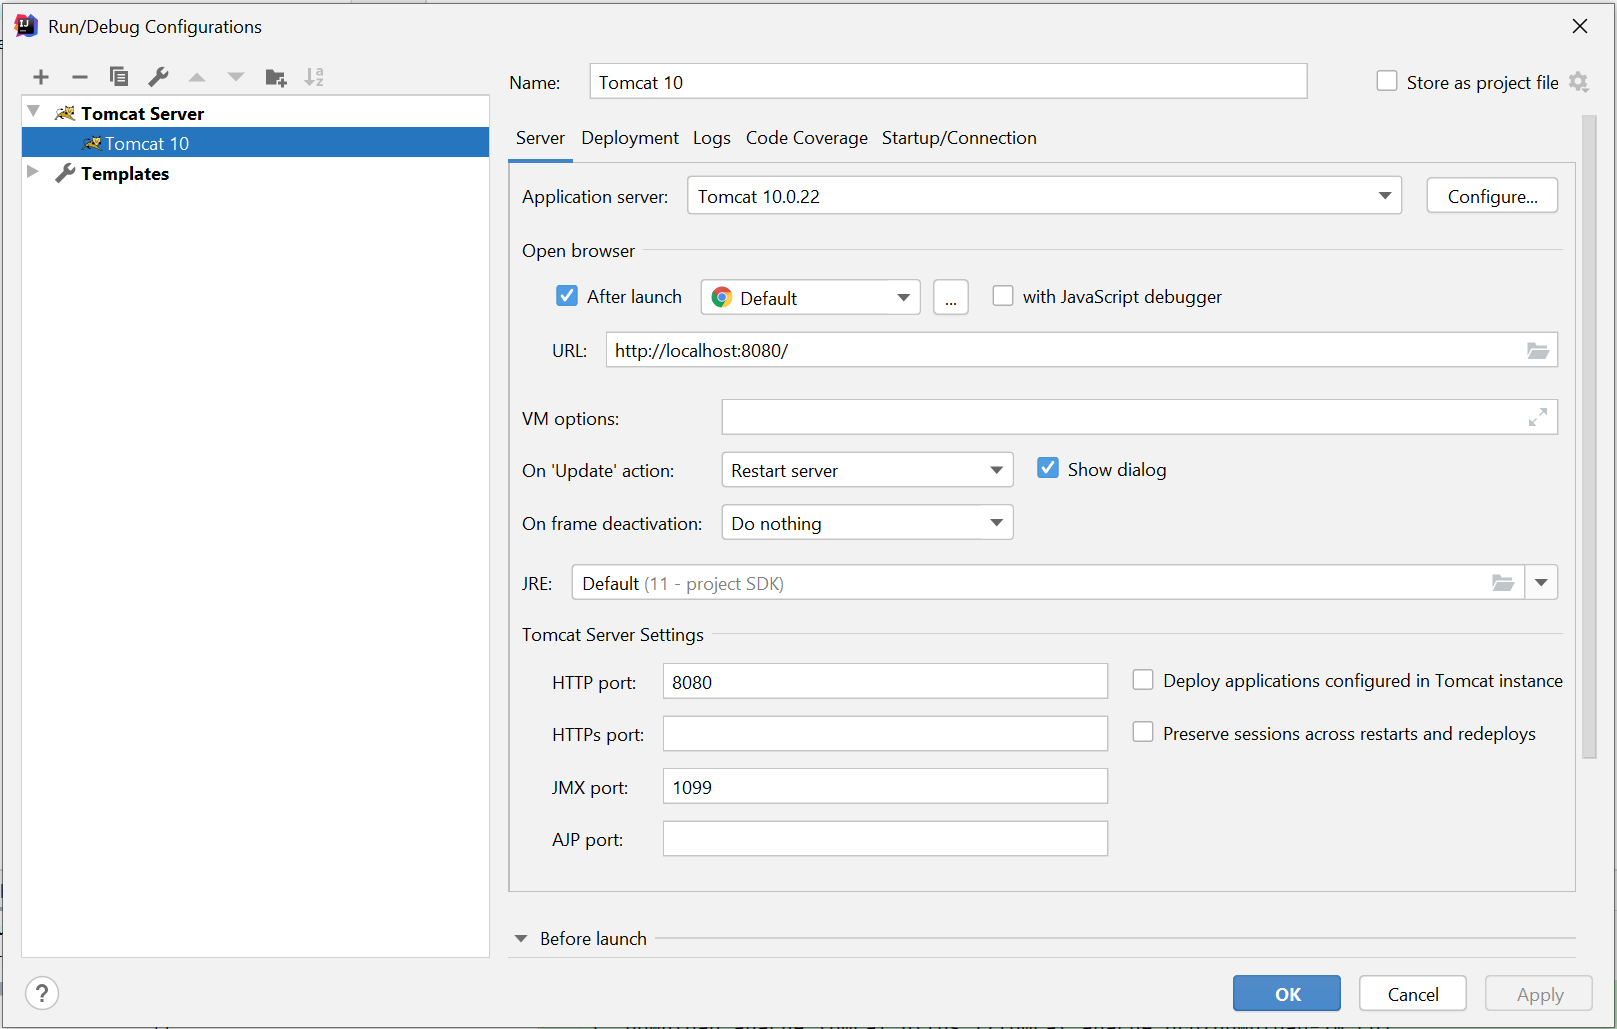 Run/Debug Configurations
Name: Tomcat 10
Store as project file
Tomcat Server
Tomcat 10
Templates
Server Deployment Logs Code Coverage Startup/Connection
Application server: Tomcat 10.0.22 Configure...
Open browser
After launch Default ... with JavaScript debugger
URL: http://localhost:8080/
VM options:
On 'Update' action: Restart server Show dialog
On frame deactivation: Do nothing
JRE: Default (11 - project SDK)
Tomcat Server Settings
HTTP port: 8080 Deploy applications configured in Tomcat instance
HTTPs port: Preserve sessions across restarts and redeploys
JMX port: 1099
AJP port:
Before launch
? OK Cancel Apply